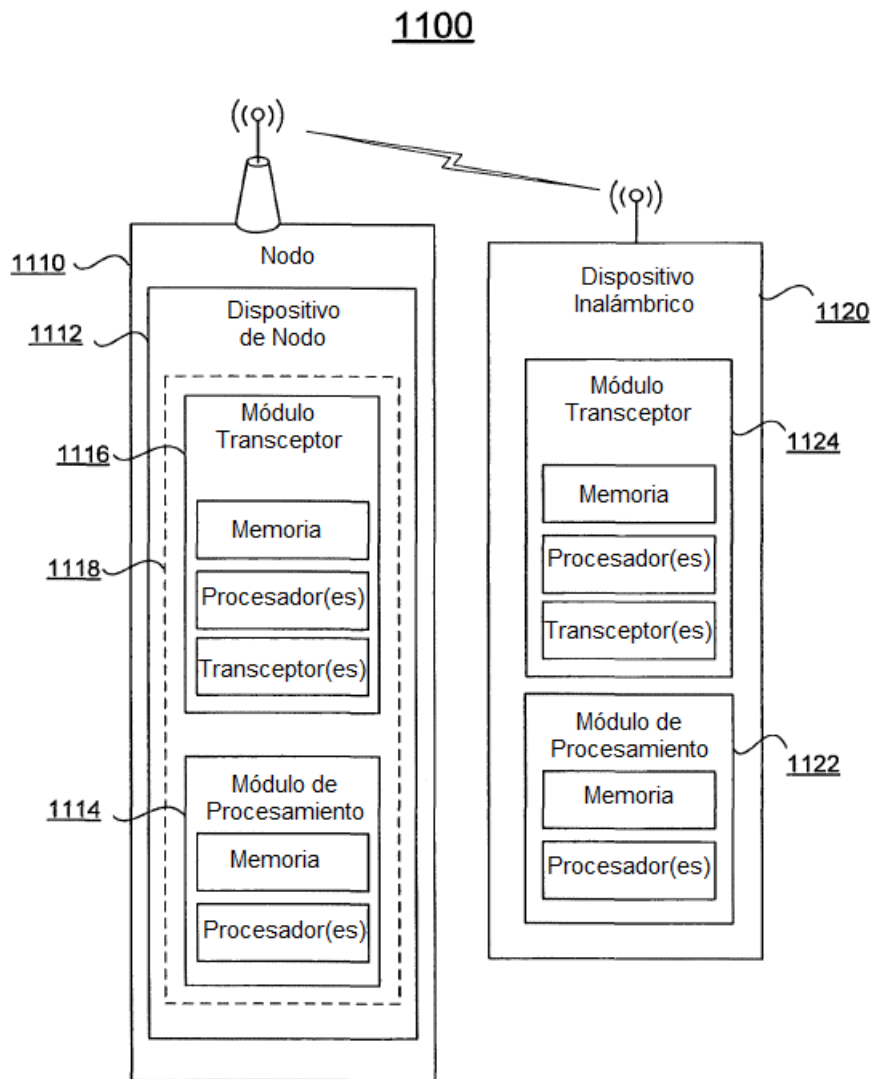 1100
Nodo
1110
Dispositivo
de Nodo
1112
Módulo
Transceptor
1116
Memoria
1118
Procesador(es)
Transceptor(es)
Módulo de
Procesamiento
1114
Memoria
Procesador(es)
Dispositivo
Inalámbrico
1120
Módulo
Transceptor
1124
Memoria
Procesador(es)
Transceptor(es)
Módulo de
Procesamiento
1122
Memoria
Procesador(es)